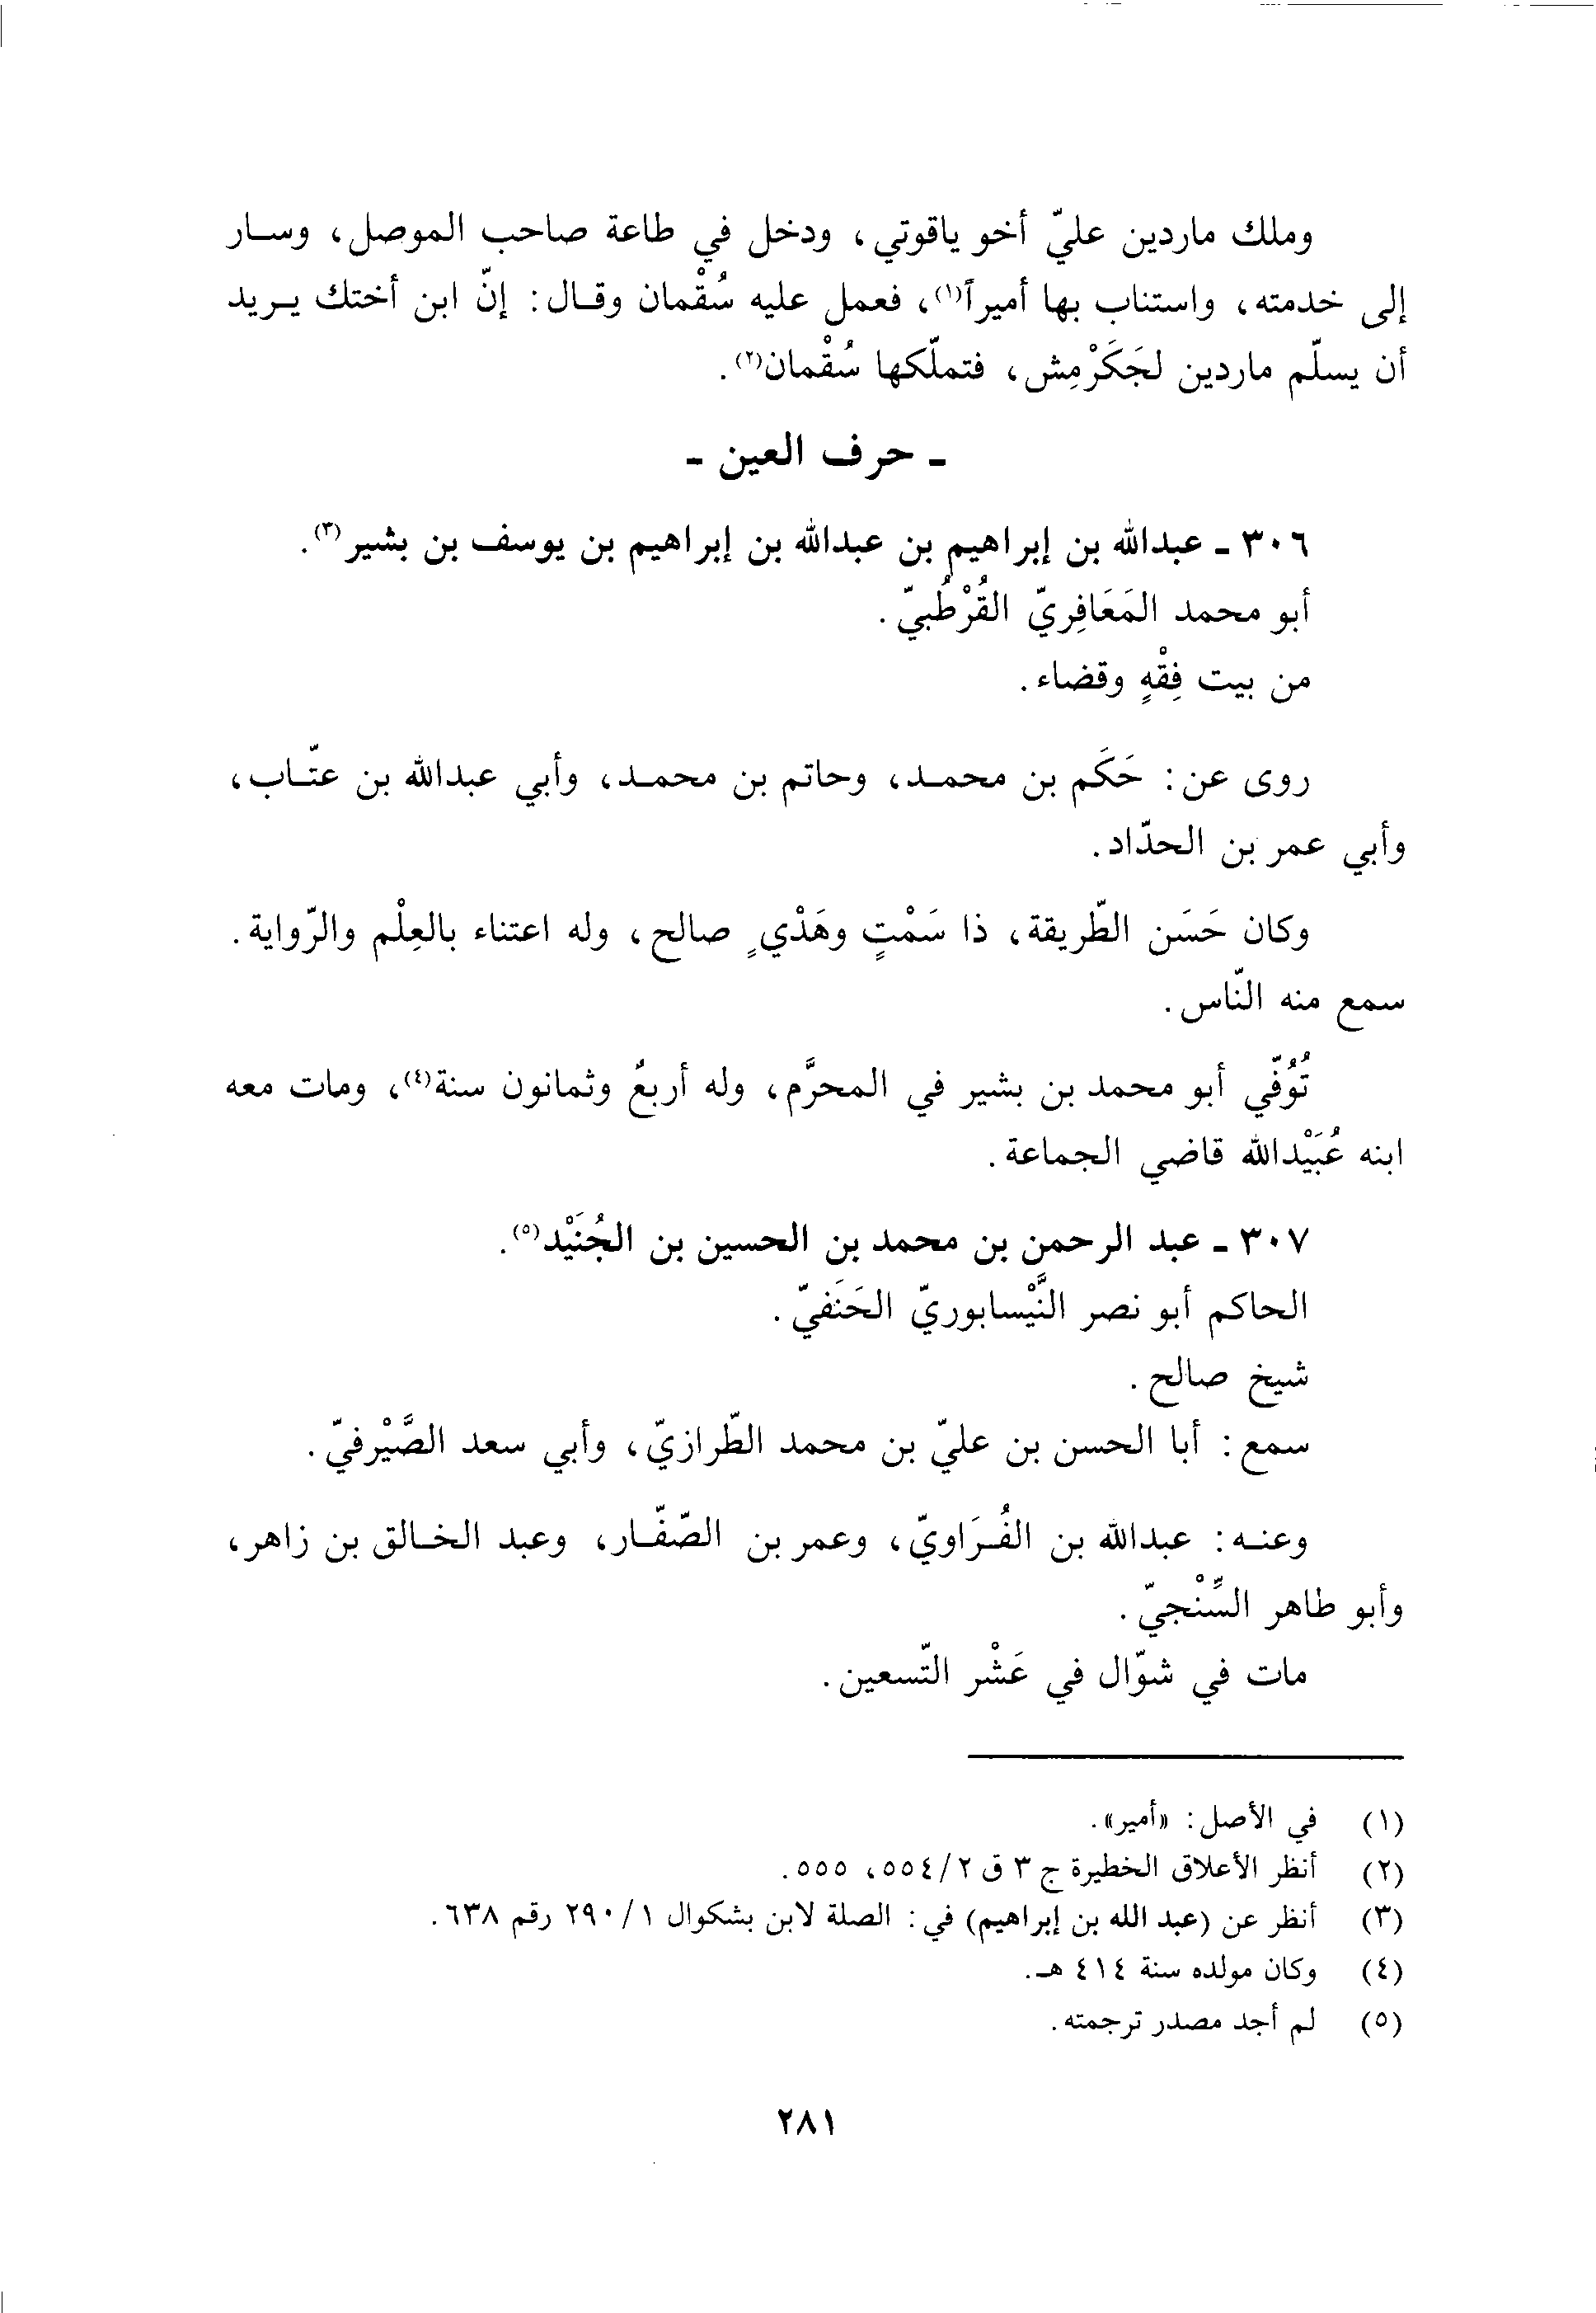 وملك ماردين عليّ أخو ياقوتي، ودخل في طاعة صاحب الموصل، وسار
إلى خدمته، واستناب بها أميراً(١)، فعمل عليه سُقْمان وقال: إنّ ابن أختك يريد
أن يسلّم ماردين لجَكَرْمِش، فتملّكها سُقْمان(٢).
- حرف العين -
٣٠٦ - عبدالله بن إبراهيم بن عبدالله بن إبراهيم بن يوسف بن بشير(٣).
أبو محمد المَعَافِريّ القُرْطُبيّ.
من بيت فِقْهٍ وقضاء.
روى عن: حَكَم بن محمد، وحاتم بن محمد، وأبي عبدالله بن عتّاب،
وأبي عمر بن الحدّاد.
وكان حَسَن الطّريقة، ذا سَمْتٍ وهَدْيٍ صالح، وله اعتناء بالعِلْم والرّواية.
سمع منه النّاس.
تُوُفّي أبو محمد بن بشير في المحرَّم، وله أربعٌ وثمانون سنة(٤)، ومات معه
ابنه عُبَيْدالله قاضي الجماعة.
٣٠٧ - عبد الرحمن بن محمد بن الحسين بن الجُنَيْد(٥).
الحاكم أبو نصر النَّيْسابوريّ الحَنَفيّ.
شيخ صالح.
سمع: أبا الحسن بن عليّ بن محمد الطّرازيّ، وأبي سعد الصَّيْرفيّ.
وعنه: عبدالله بن الفُرَاويّ، وعمر بن الصّفّار، وعبد الخالق بن زاهر،
وأبو طاهر السِّنْجيّ.
مات في شوّال في عَشْر التّسعين.
(١) في الأصل: «أمير».
(٢) أنظر الأعلاق الخطيرة ج ٣ ق ٢/ ٥٥٤، ٥٥٥.
(٣) أنظر عن (عبد الله بن إبراهيم) في: الصلة لابن بشكوال ١/ ٢٩٠ رقم ٦٣٨.
(٤) وكان مولده سنة ٤١٤ هـ.
(٥) لم أجد مصدر ترجمته.
٢٨١